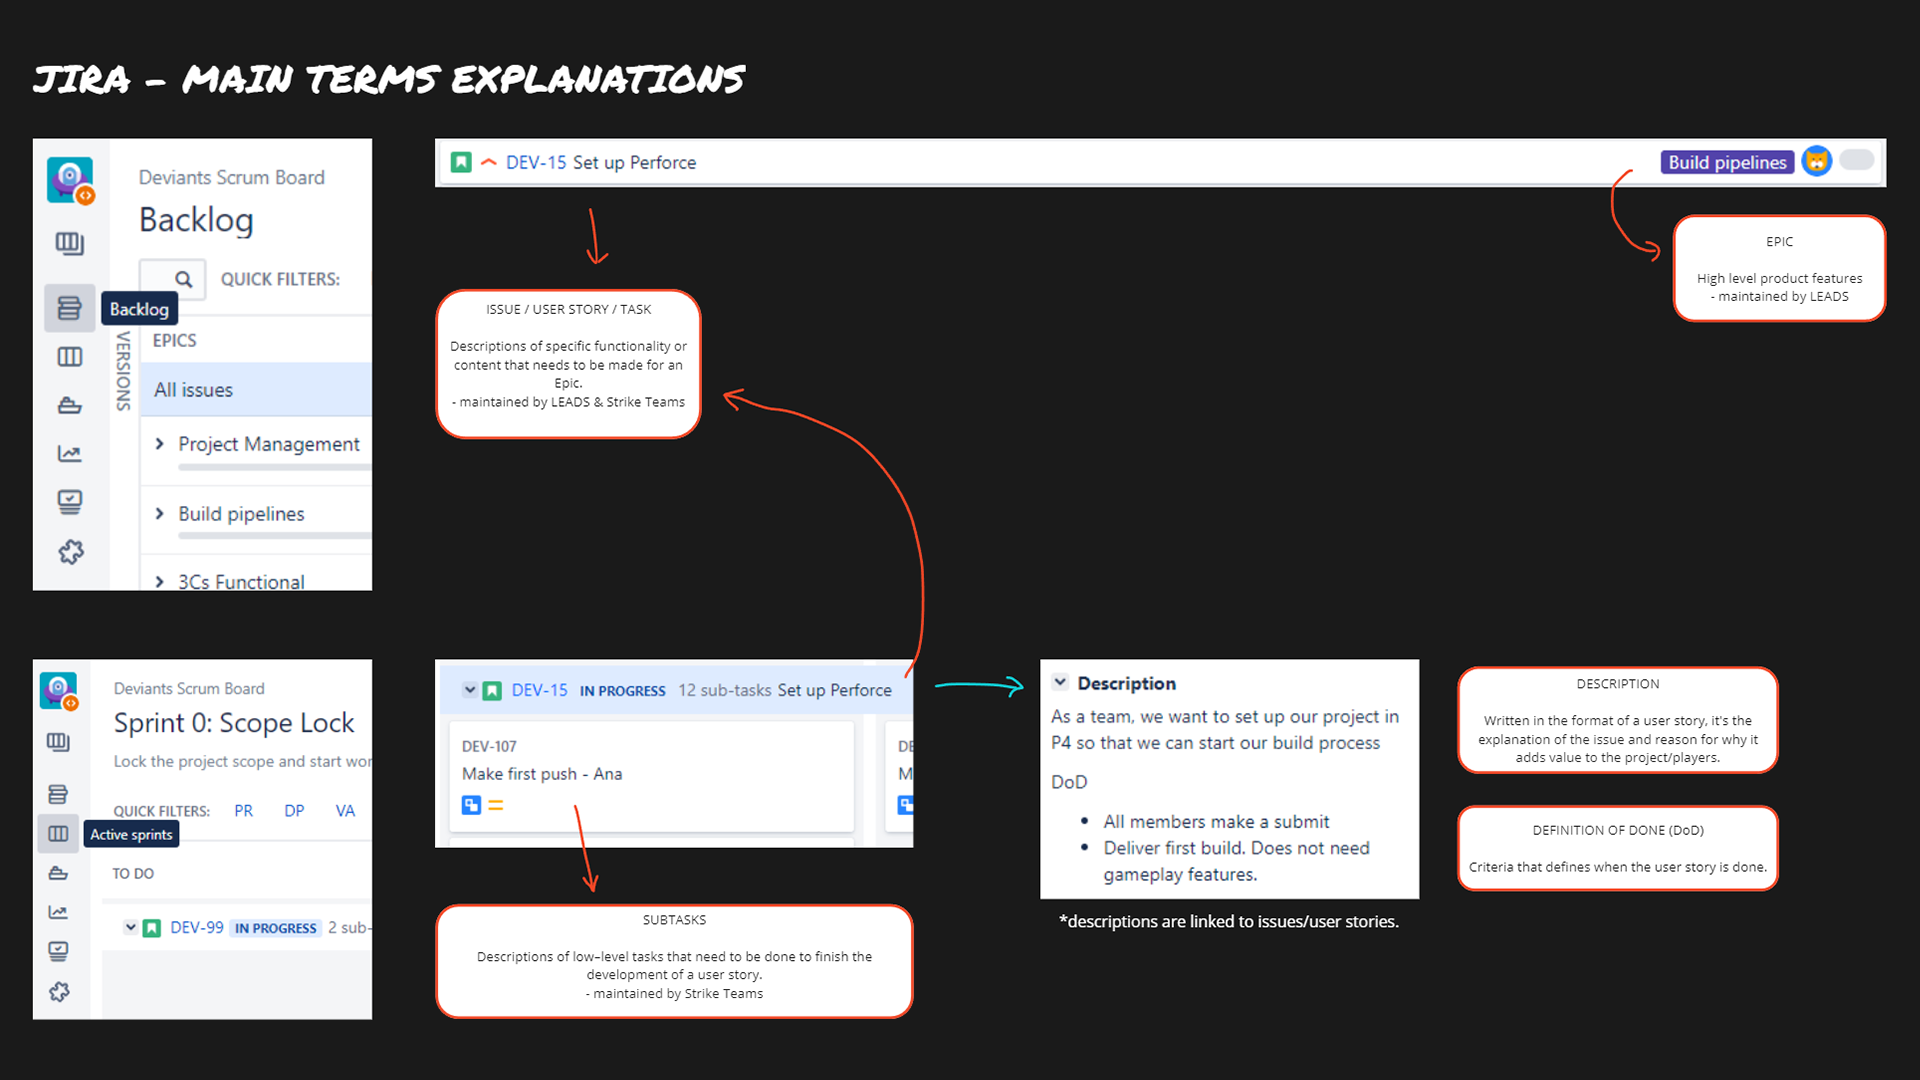 JIRA - MAIN TERMS EXPLANATIONS
Deviants Scrum Board
Backlog
QUICK FILTERS:
Backlog
VERSIONS
EPICS
All issues
Project Management
Build pipelines
3Cs Functional
DEV-15 Set up Perforce
Build pipelines
ISSUE / USER STORY / TASK
Descriptions of specific functionality or
content that needs to be made for an
Epic.
- maintained by LEADS & Strike Teams
EPIC
High level product features
- maintained by LEADS
Deviants Scrum Board
Sprint 0: Scope Lock
Lock the project scope and start wor
QUICK FILTERS: PR DP VA
Active sprints
TO DO
DEV-99 IN PROGRESS 2 sub-
DEV-15 IN PROGRESS 12 sub-tasks Set up Perforce
DEV-107
Make first push - Ana
DE
M
SUBTASKS
Descriptions of low–level tasks that need to be done to finish the
development of a user story.
- maintained by Strike Teams
Description
As a team, we want to set up our project in
P4 so that we can start our build process
DoD
• All members make a submit
• Deliver first build. Does not need
gameplay features.
*descriptions are linked to issues/user stories.
DESCRIPTION
Written in the format of a user story, it's the
explanation of the issue and reason for why it
adds value to the project/players.
DEFINITION OF DONE (DoD)
Criteria that defines when the user story is done.